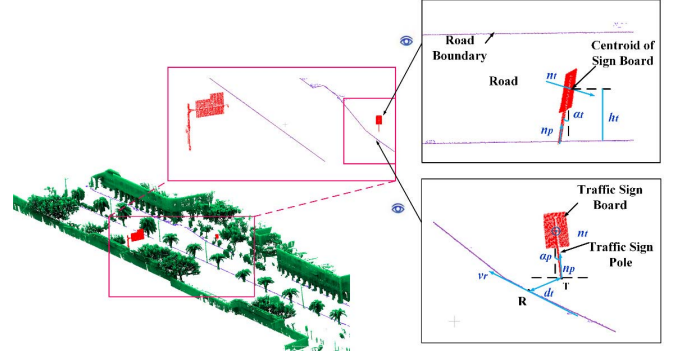 Road
Boundary
Centroid of
Sign Board
Road
nt
αt
ht
np
Traffic Sign
Board
nt
Traffic Sign
Pole
αp
np
vr
T
dt
R